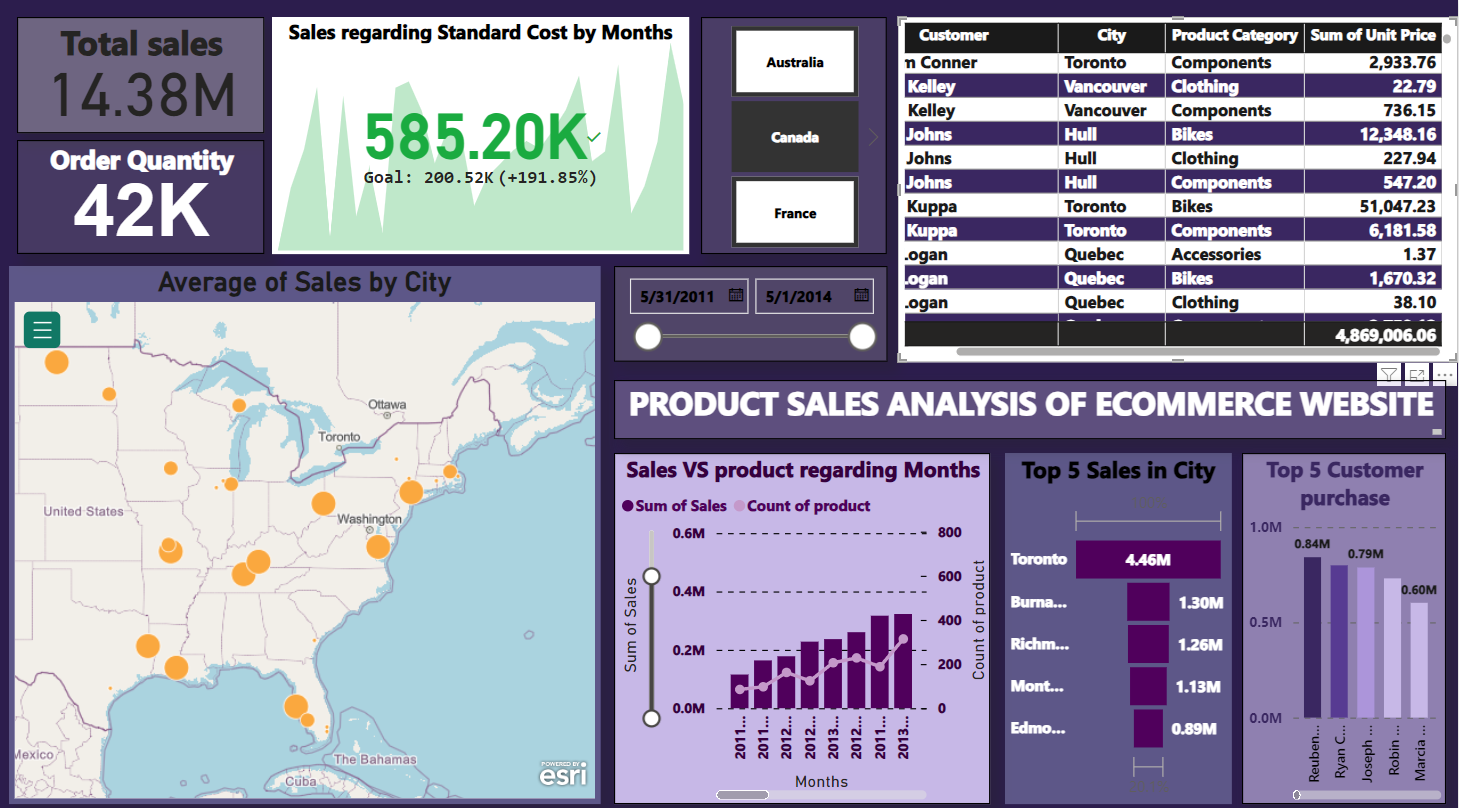 Total sales
14.38M
Order Quantity
42K
Sales regarding Standard Cost by Months
585.20K
Goal: 200.52K (+191.85%)
Australia
Canada
France
5/31/2011 5/1/2014
Customer City Product Category Sum of Unit Price
n Conner Toronto Components 2,933.76
Kelley Vancouver Clothing 22.79
Kelley Vancouver Components 736.15
Johns Hull Bikes 12,348.16
Johns Hull Clothing 227.94
Johns Hull Components 547.20
Kuppa Toronto Bikes 51,047.23
Kuppa Toronto Components 6,181.58
.ogan Quebec Accessories 1.37
.ogan Quebec Bikes 1,670.32
.ogan Quebec Clothing 38.10
4,869,006.06
Average of Sales by City
Ottawa
Toronto
United States
Washington
Mexico
The Bahamas
Cuba
POWERED BY
esri
PRODUCT SALES ANALYSIS OF ECOMMERCE WEBSITE
Sales VS product regarding Months
Sum of Sales Count of product
0.6M 800
600
0.4M
400
0.2M
200
0.0M 0
Sum of Sales
Count of product
2011... 2011... 2012... 2012... 2013... 2012... 2011... 2013...
Months
Top 5 Sales in City
Toronto 4.46M
Burna... 1.30M
Richm... 1.26M
Mont... 1.13M
Edmo... 0.89M
Top 5 Customer
purchase
1.0M
0.84M
0.79M
0.60M
0.5M
0.0M
Reuben... Ryan C... Joseph ... Robin ... Marcia ...